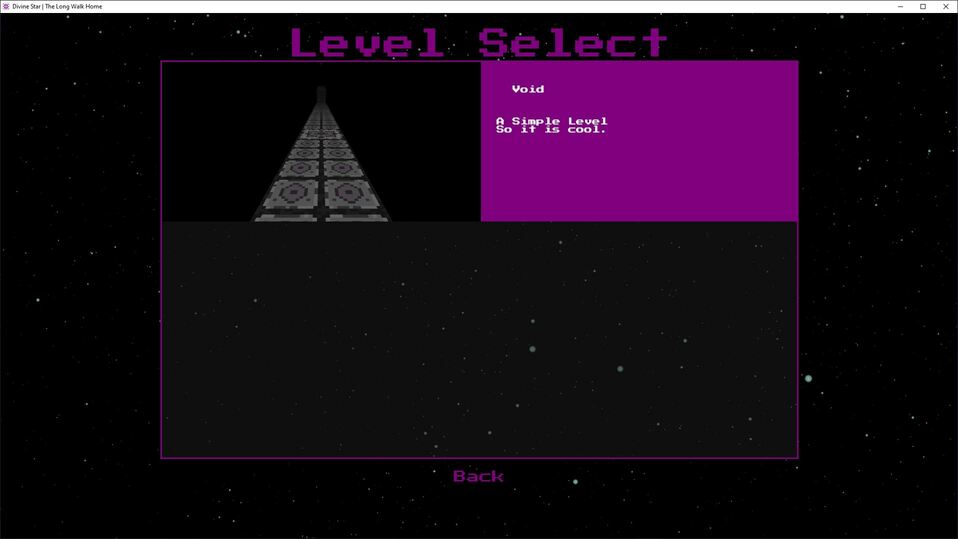 Divine Star | The Long Walk Home
Level Select
Void
A Simple Level
So it is cool.
Back